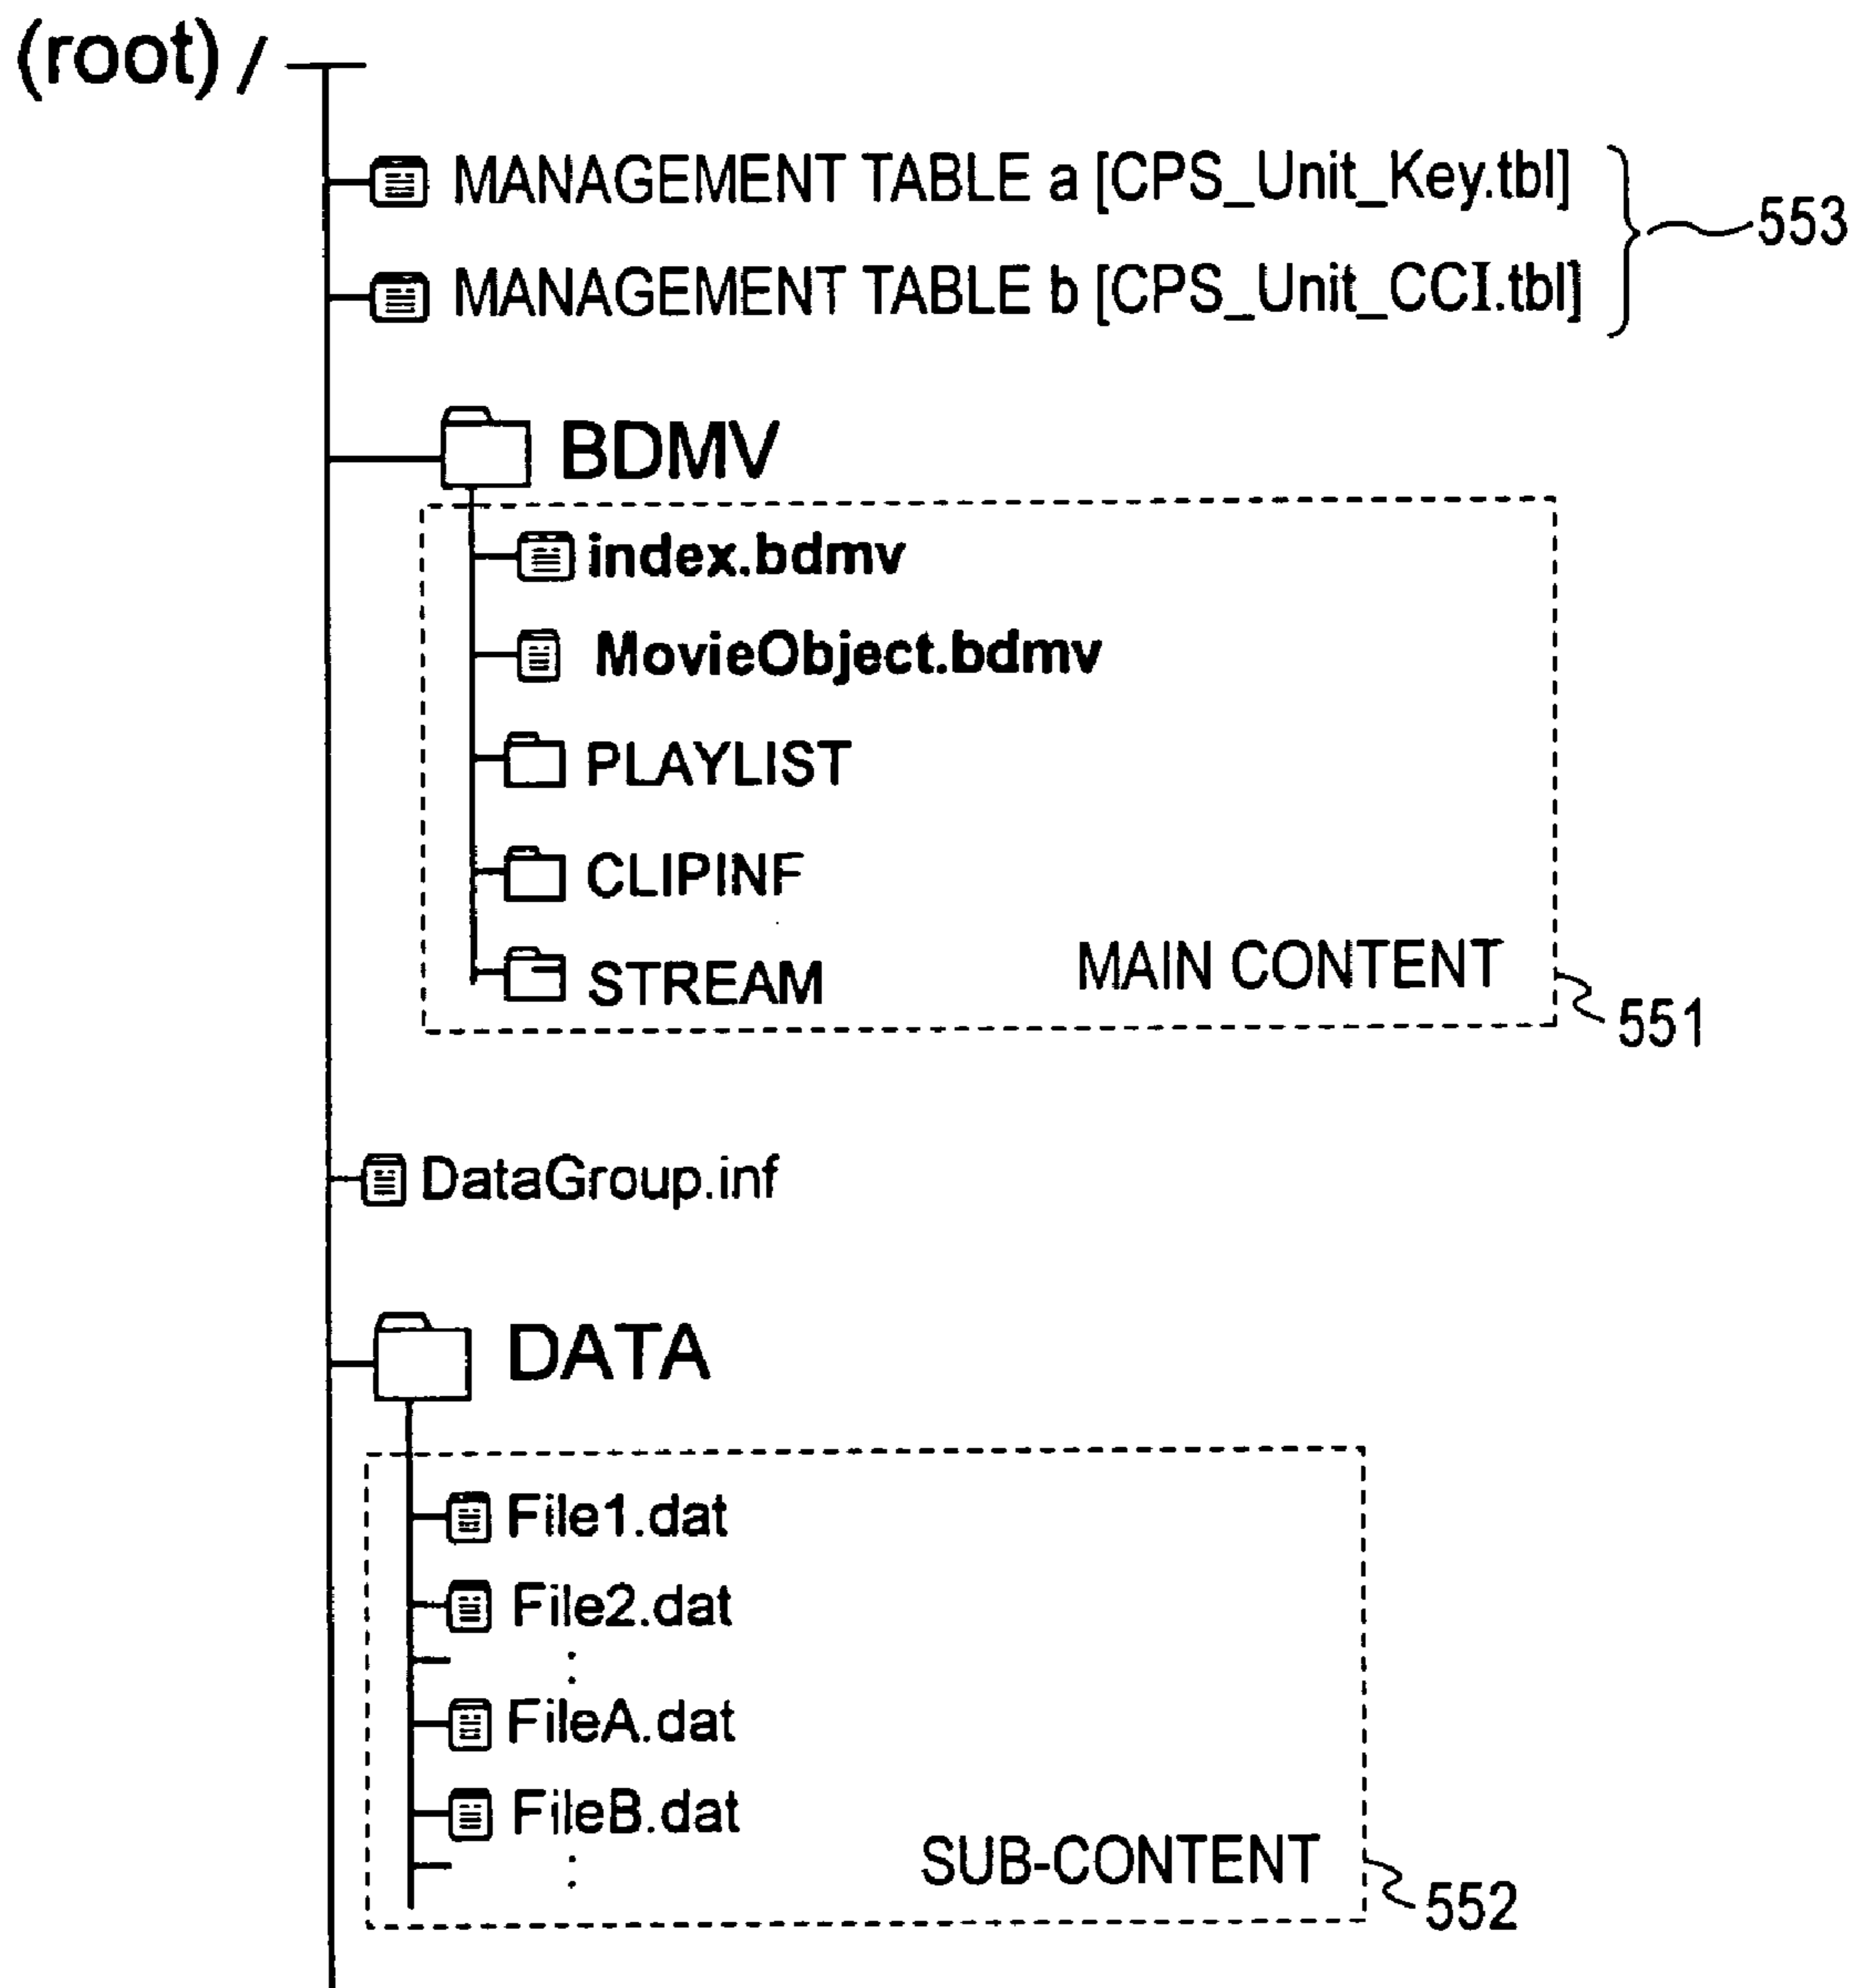 (root) /
MANAGEMENT TABLE a [CPS_Unit_Key.tbl]
553
MANAGEMENT TABLE b [CPS_Unit_CCI.tbl]
BDMV
index.bdmv
MovieObject.bdmv
PLAYLIST
CLIPINF
STREAM
MAIN CONTENT
551
DataGroup.inf
DATA
File1.dat
File2.dat
:
FileA.dat
FileB.dat
:
SUB-CONTENT
552